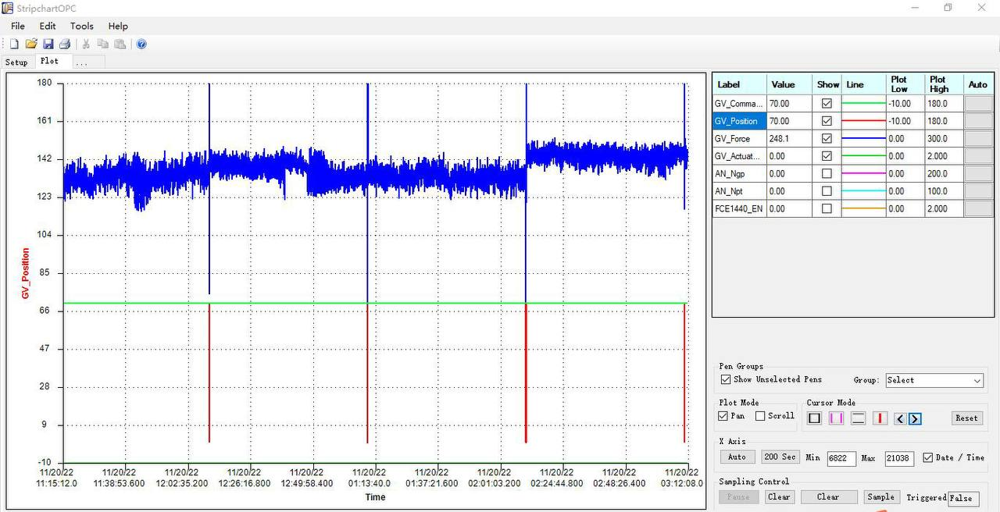 StripchartOPC
File Edit Tools Help
Setup Plot ...
180
161
142
123
104
85
66
47
28
9
-10
GV_Position
11/20/22 11/20/22 11/20/22 11/20/22 11/20/22 11/20/22 11/20/22 11/20/22 11/20/22 11/20/22 11/20/22
11:15:12.0 11:38:53.600 12:02:35.200 12:26:16.800 12:49:58.400 01:13:40.0 01:37:21.600 02:01:03.200 02:24:44.800 02:48:26.400 03:12:08.0
Time
Label Value Show Line Plot Low Plot High Auto
GV_Comma... 70.00 -10.00 180.0
GV_Position 70.00 -10.00 180.0
GV_Force 248.1 0.00 300.0
GV_Actuat... 0.00 0.00 2.000
AN_Ngp 0.00 0.00 200.0
AN_Npt 0.00 0.00 100.0
FCE1440_EN 0.00 0.00 2.000
Pen Groups
Show Unselected Pens Group: Select
Plot Mode Cursor Mode
Pan Scroll Reset
X Axis
Auto 200 Sec Min 6822 Max 21038 Date / Time
Sampling Control
Pause Clear Clear Sample Triggered False